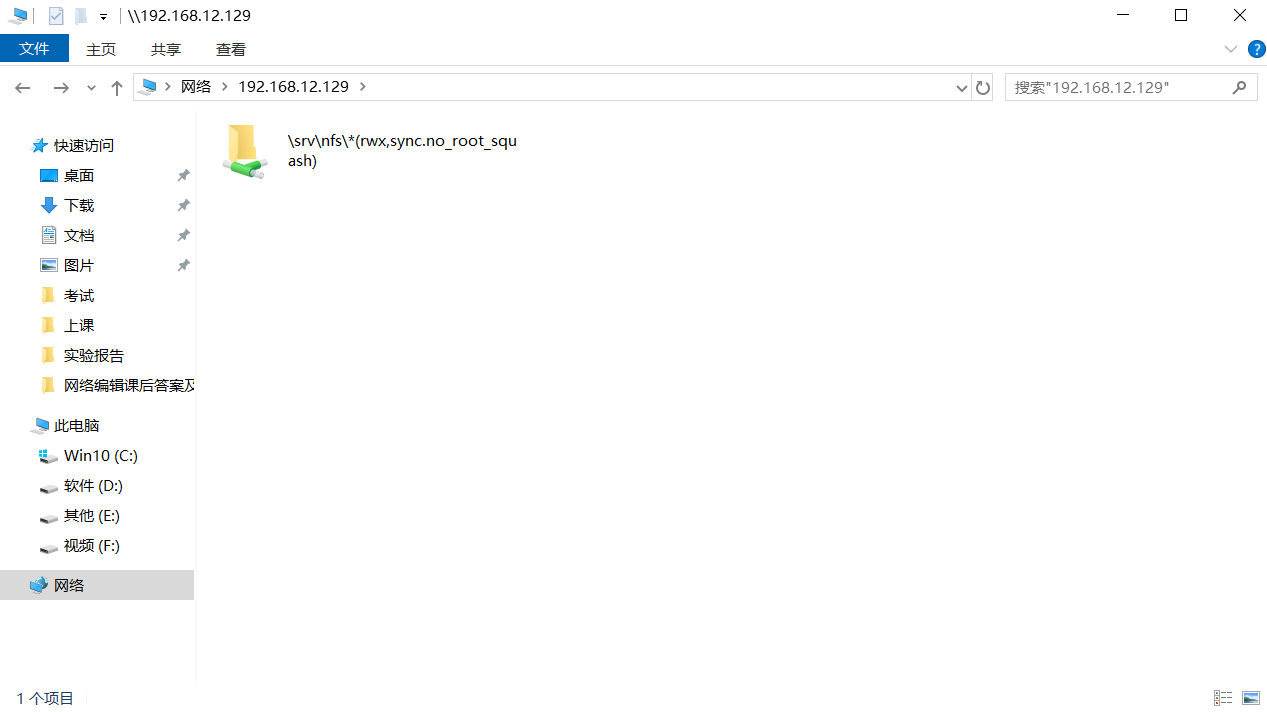 \\192.168.12.129
文件 主页 共享 查看
网络 192.168.12.129
搜索"192.168.12.129"
快速访问
桌面
下载
文档
图片
考试
上课
实验报告
网络编辑课后答案及
此电脑
Win10 (C:)
软件 (D:)
其他 (E:)
视频 (F:)
网络
\srv\nfs\*(rwx,sync.no_root_squ
ash)
1 个项目